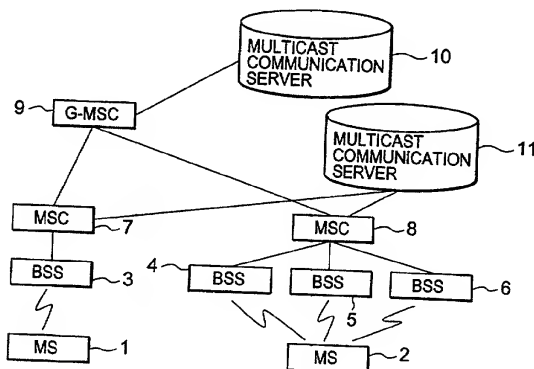 MULTICAST
COMMUNICATION
SERVER
10
9
G-MSC
MULTICAST
COMMUNICATION
SERVER
11
MSC
7
MSC
8
BSS
3
4
BSS
BSS
5
BSS
6
MS
1
MS
2